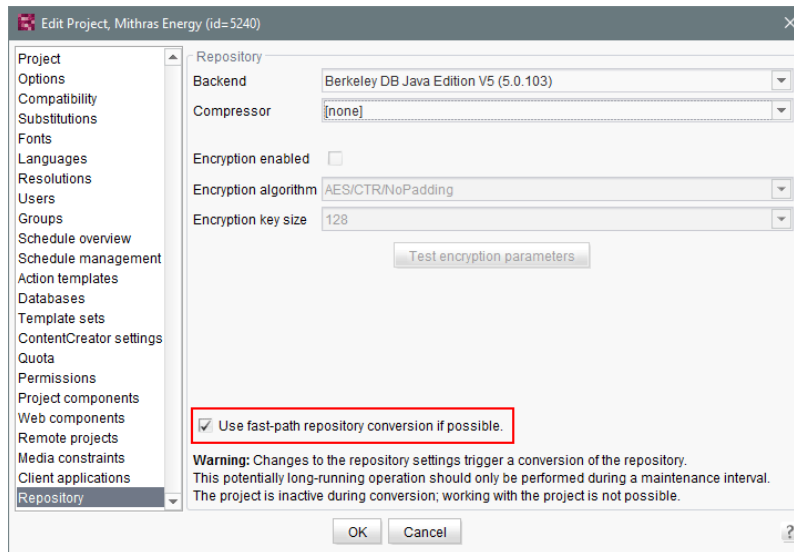 Edit Project, Mithras Energy (id=5240)
Project
Options
Compatibility
Substitutions
Fonts
Languages
Resolutions
Users
Groups
Schedule overview
Schedule management
Action templates
Databases
Template sets
ContentCreator settings
Quota
Permissions
Project components
Web components
Remote projects
Media constraints
Client applications
Repository
Repository
Backend Berkeley DB Java Edition V5 (5.0.103)
Compressor [none]
Encryption enabled
Encryption algorithm AES/CTR/NoPadding
Encryption key size 128
Test encryption parameters
Use fast-path repository conversion if possible.
Warning: Changes to the repository settings trigger a conversion of the repository.
This potentially long-running operation should only be performed during a maintenance interval.
The project is inactive during conversion; working with the project is not possible.
OK Cancel ?